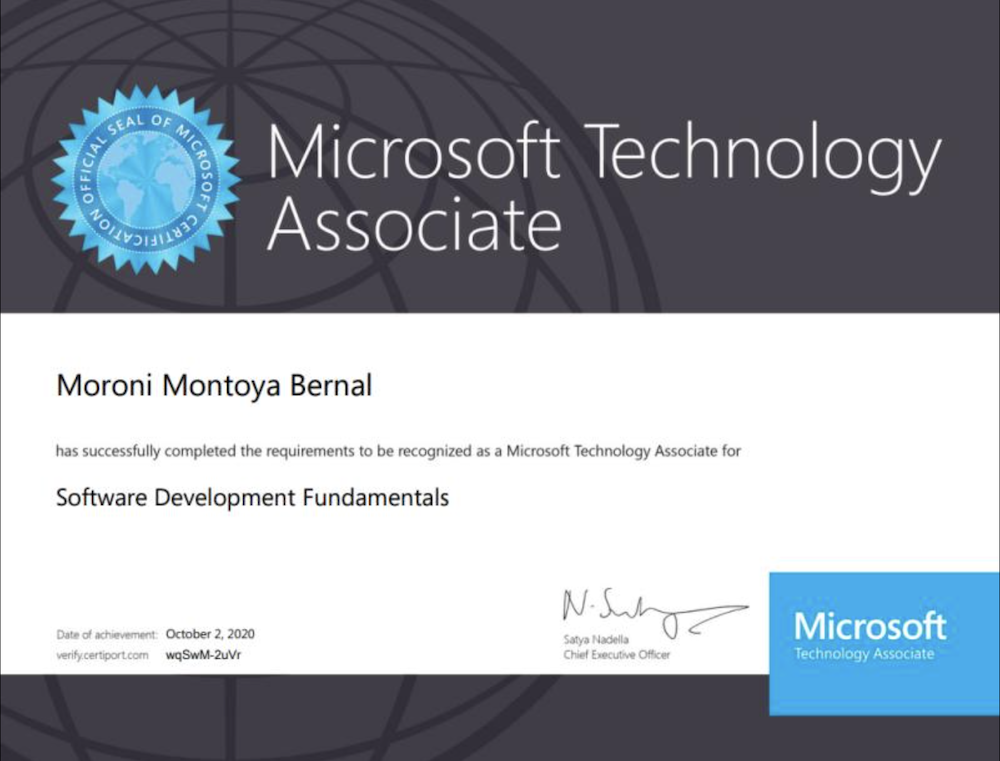 OFFICIAL SEAL OF MICROSOFT CERTIFICATION
Microsoft Technology
Associate
Moroni Montoya Bernal
has successfully completed the requirements to be recognized as a Microsoft Technology Associate for
Software Development Fundamentals
Date of achievement: October 2, 2020
verify.certiport.com wqSwM-2uVr
N. Sad
Satya Nadella
Chief Executive Officer
Microsoft
Technology Associate